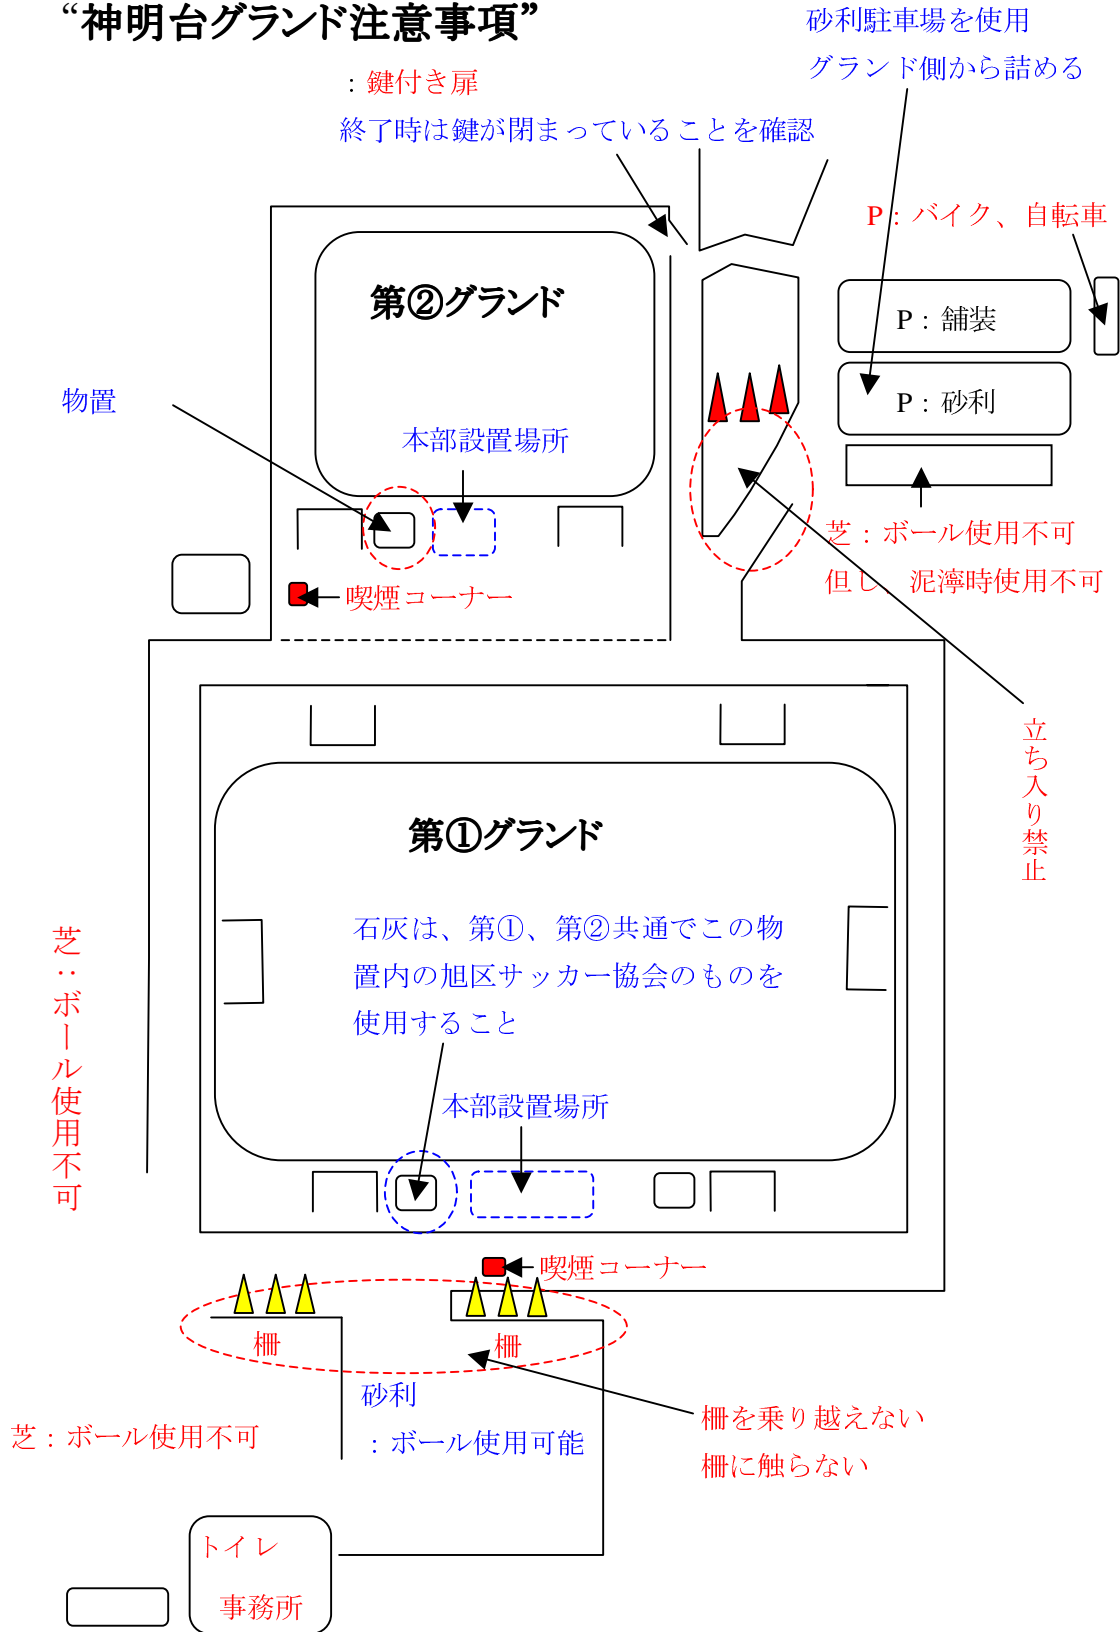 “神明台グランド注意事項”
砂利駐車場を使用
グランド側から詰める
：鍵付き扉
終了時は鍵が閉まっていることを確認
P：バイク、自転車
第②グランド
P：舗装
物置
P：砂利
本部設置場所
芝：ボール使用不可
但し、泥濘時使用不可
喫煙コーナー
立ち入り禁止
第①グランド
石灰は、第①、第②共通でこの物
置内の旭区サッカー協会のものを
使用すること
芝：ボール使用不可
本部設置場所
喫煙コーナー
柵
柵
砂利
：ボール使用可能
柵を乗り越えない
柵に触らない
芝：ボール使用不可
トイレ
事務所